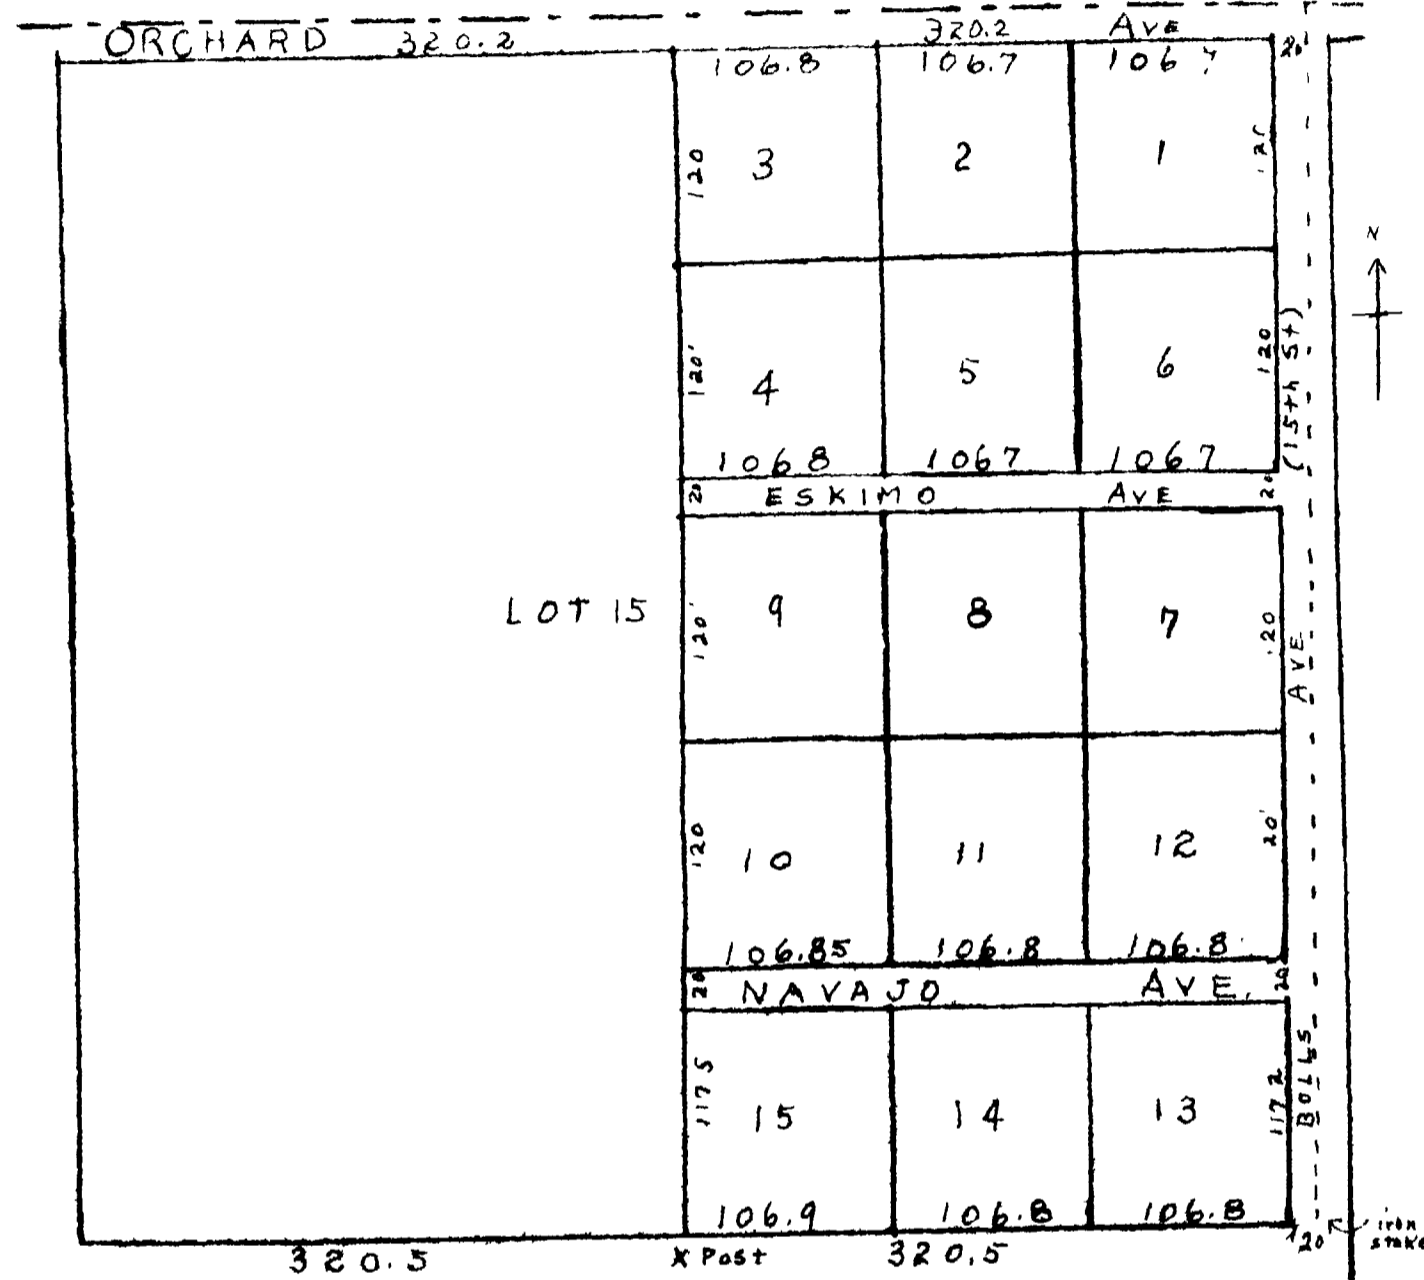 ORCHARD 320.2 320.2 AVE
106.8 106.7 106 7 20'
120 3 2 1
N
120' 4 5 6 120
(15th St)
1068 1067 1067
20 ESKIMO AVE 20
LOT 15
120' 9 8 7 120
AVE
120 10 11 12 20'
106.85 106.8 106.8
20 NAVAJO AVE. 20
BOLLS
117 5 15 14 13 117 2
106.9 106.8 106.8
320.5 X Post 320.5 20 iron
stake